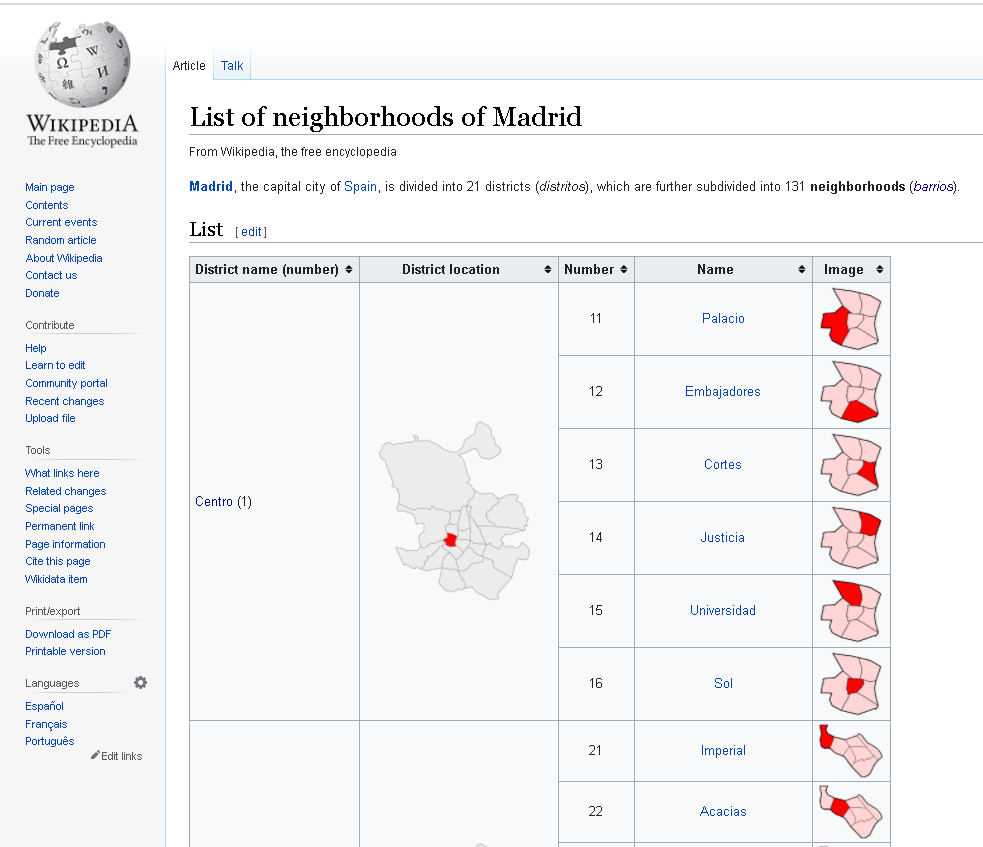 Article Talk
WIKIPEDIA
The Free Encyclopedia
Main page
Contents
Current events
Random article
About Wikipedia
Contact us
Donate
Contribute
Help
Learn to edit
Community portal
Recent changes
Upload file
Tools
What links here
Related changes
Special pages
Permanent link
Page information
Cite this page
Wikidata item
Print/export
Download as PDF
Printable version
Languages
Español
Français
Português
Edit links
List of neighborhoods of Madrid
From Wikipedia, the free encyclopedia
Madrid, the capital city of Spain, is divided into 21 districts (distritos), which are further subdivided into 131 neighborhoods (barrios).
List [ edit ]
District name (number) District location Number Name Image
Centro (1)
11 Palacio
12 Embajadores
13 Cortes
14 Justicia
15 Universidad
16 Sol
21 Imperial
22 Acacias